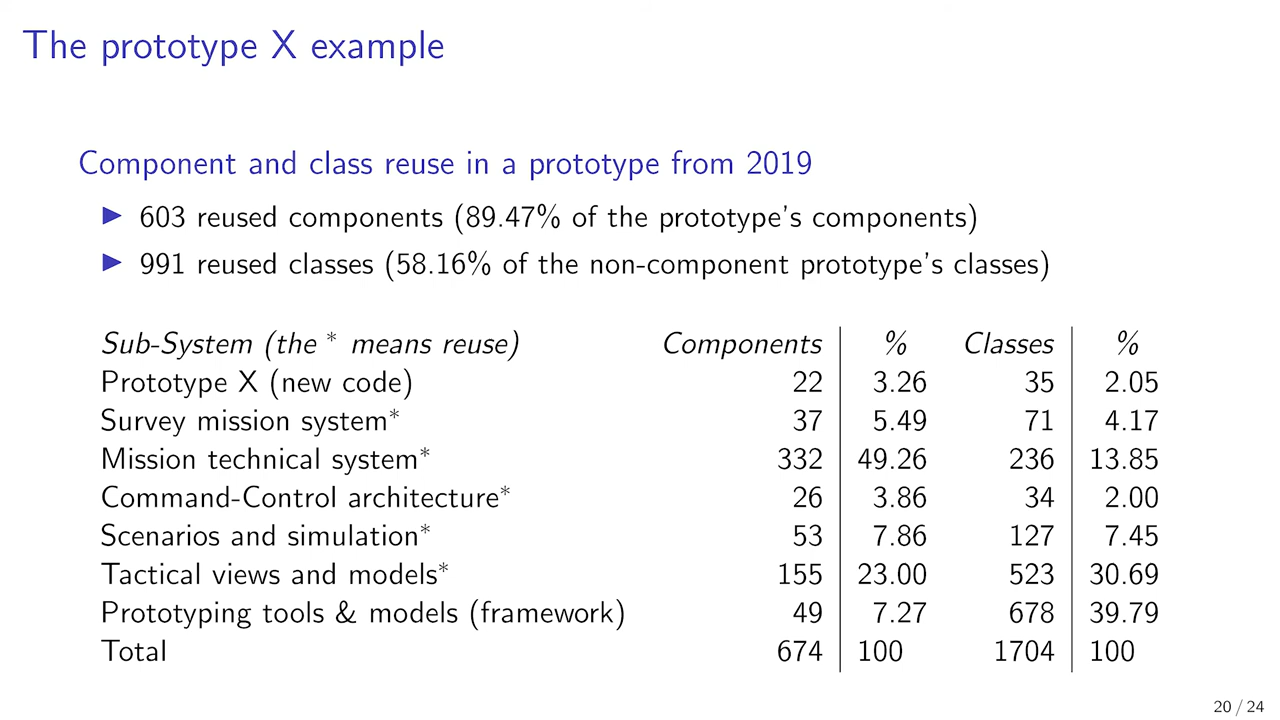 The prototype X example
Component and class reuse in a prototype from 2019
▶ 603 reused components (89.47% of the prototype's components)
▶ 991 reused classes (58.16% of the non-component prototype's classes)
Sub-System (the * means reuse) Components % Classes %
Prototype X (new code) 22 3.26 35 2.05
Survey mission system* 37 5.49 71 4.17
Mission technical system* 332 49.26 236 13.85
Command-Control architecture* 26 3.86 34 2.00
Scenarios and simulation* 53 7.86 127 7.45
Tactical views and models* 155 23.00 523 30.69
Prototyping tools & models (framework) 49 7.27 678 39.79
Total 674 100 1704 100
20 / 24